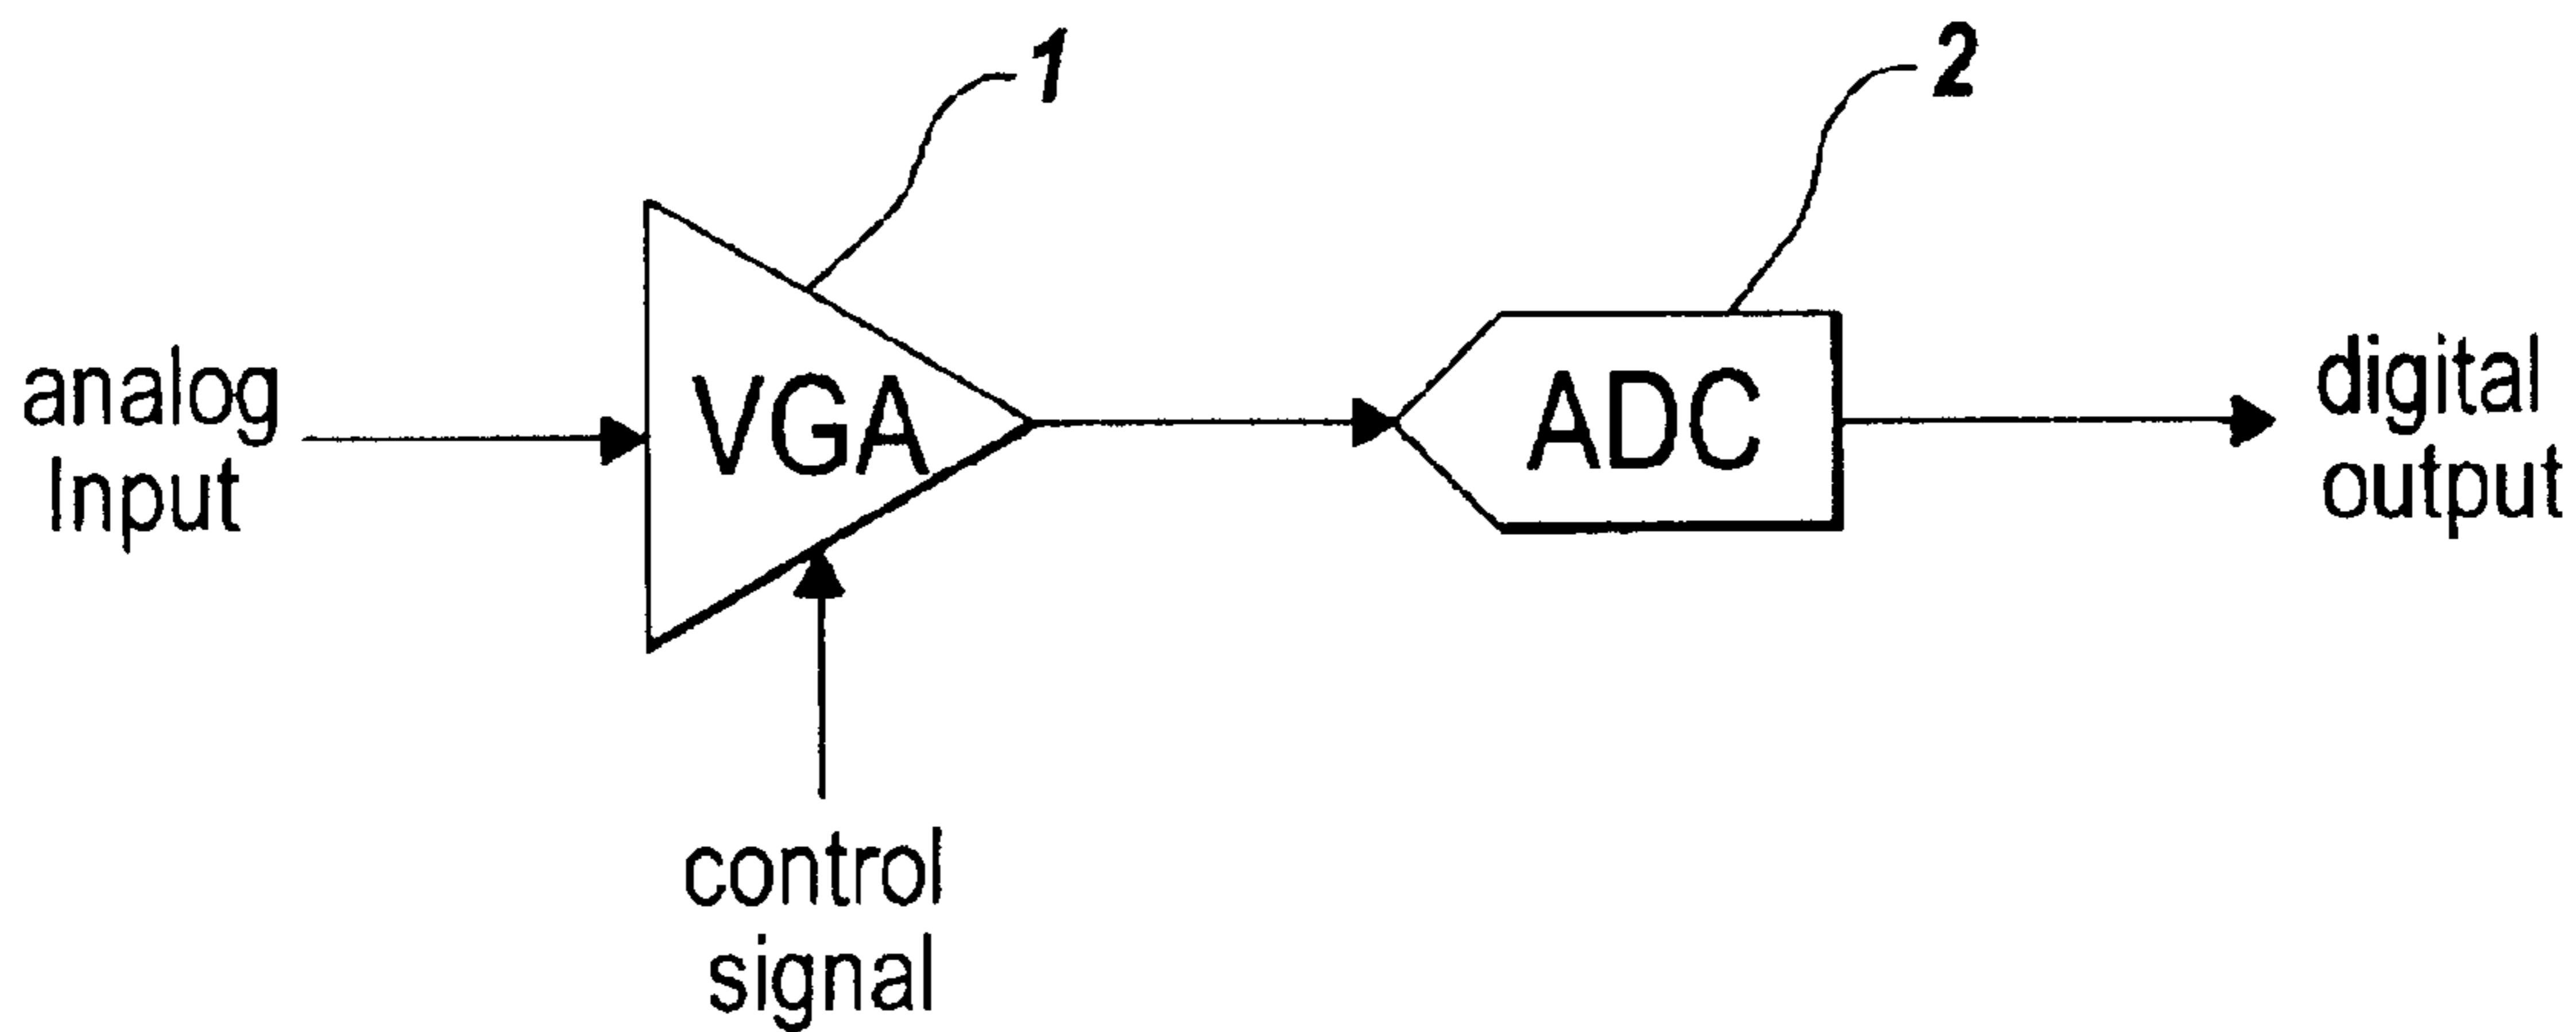 1
2
analog
Input
VGA
ADC
digital
output
control
signal